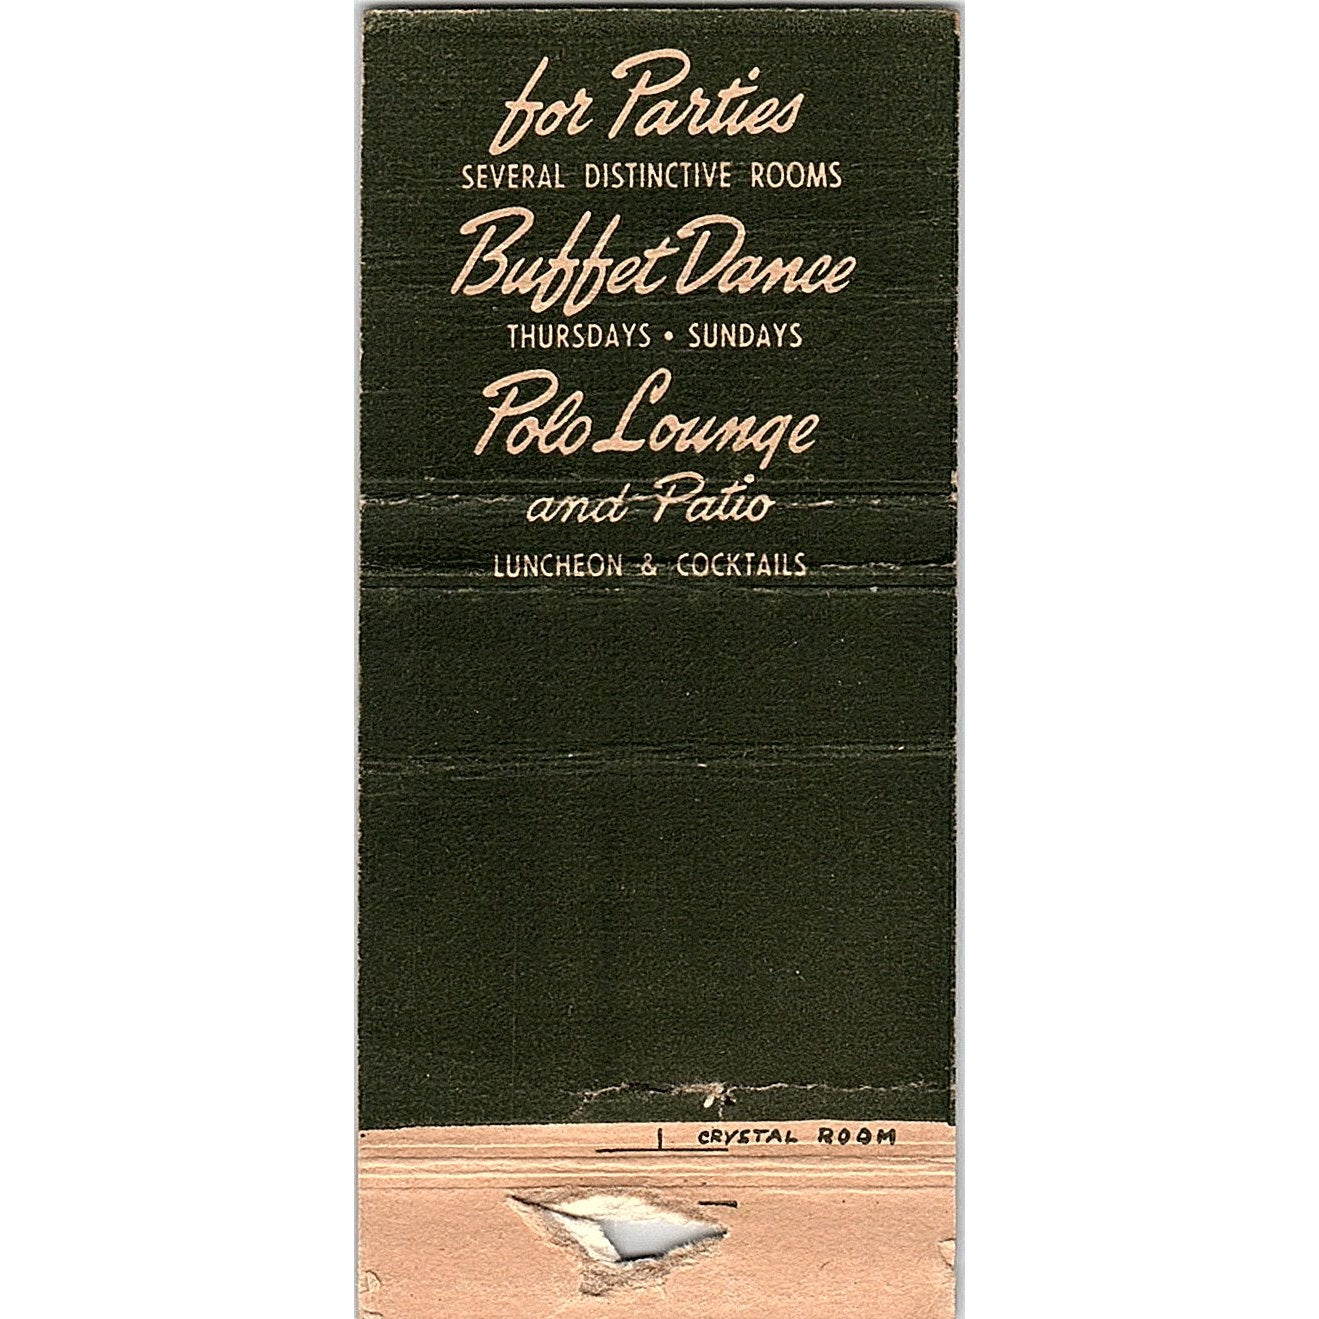 for Parties
SEVERAL DISTINCTIVE ROOMS
Buffet Dance
THURSDAYS • SUNDAYS
Polo Lounge
and Patio
LUNCHEON & COCKTAILS
CRYSTAL ROOM